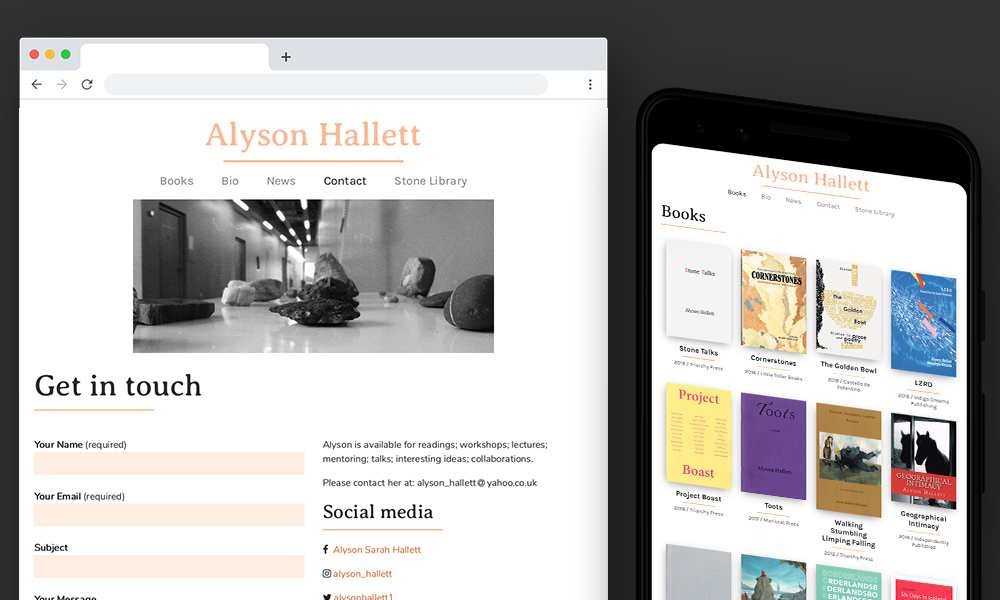 Alyson Hallett
Books Bio News Contact Stone Library
Get in touch
Your Name (required)
Your Email (required)
Subject
Your Message
Alyson is available for readings; workshops; lectures;
mentoring; talks; interesting ideas; collaborations.
Please contact her at: alyson_hallett@yahoo.co.uk
Social media
Alyson Sarah Hallett
alyson_hallett
alysonhallett1
Alyson Hallett
Books Bio News Contact Stone Library
Books
Stone Talks
Alyson Hallett
CORNERSTONES
Alyson
The
Golden
Bowl
LZRD
Stone Talks
2019 / Triarchy Press
Cornerstones
2018 / Little Toller Books
The Golden Bowl
2018 / Castello de
Potentino
LZRD
2018 / Indigo Dreams
Publishing
Project
Boast
Toots
Alyson Hallett
GEOGRAPHICAL
INTIMACY
ALYSON HALLETT
Project Boast
2018 / Triarchy Press
Toots
2017 / Mariscat Press
Walking
Stumbling
Limping Falling
2017 / Triarchy Press
Geographical
Intimacy
2016 / Independently
Published
BORDERLANDS
Six Days in Iceland